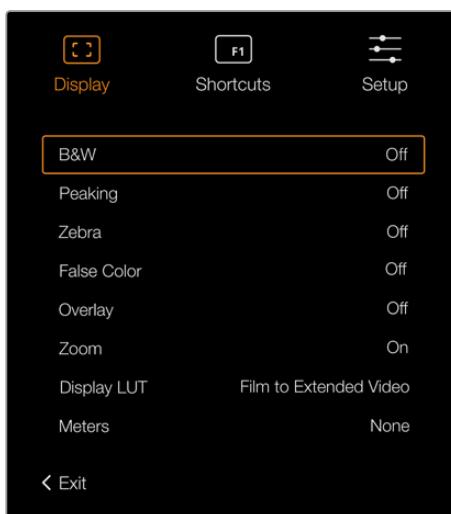 F1
Display Shortcuts Setup
B&W Off
Peaking Off
Zebra Off
False Color Off
Overlay Off
Zoom On
Display LUT Film to Extended Video
Meters None
Exit